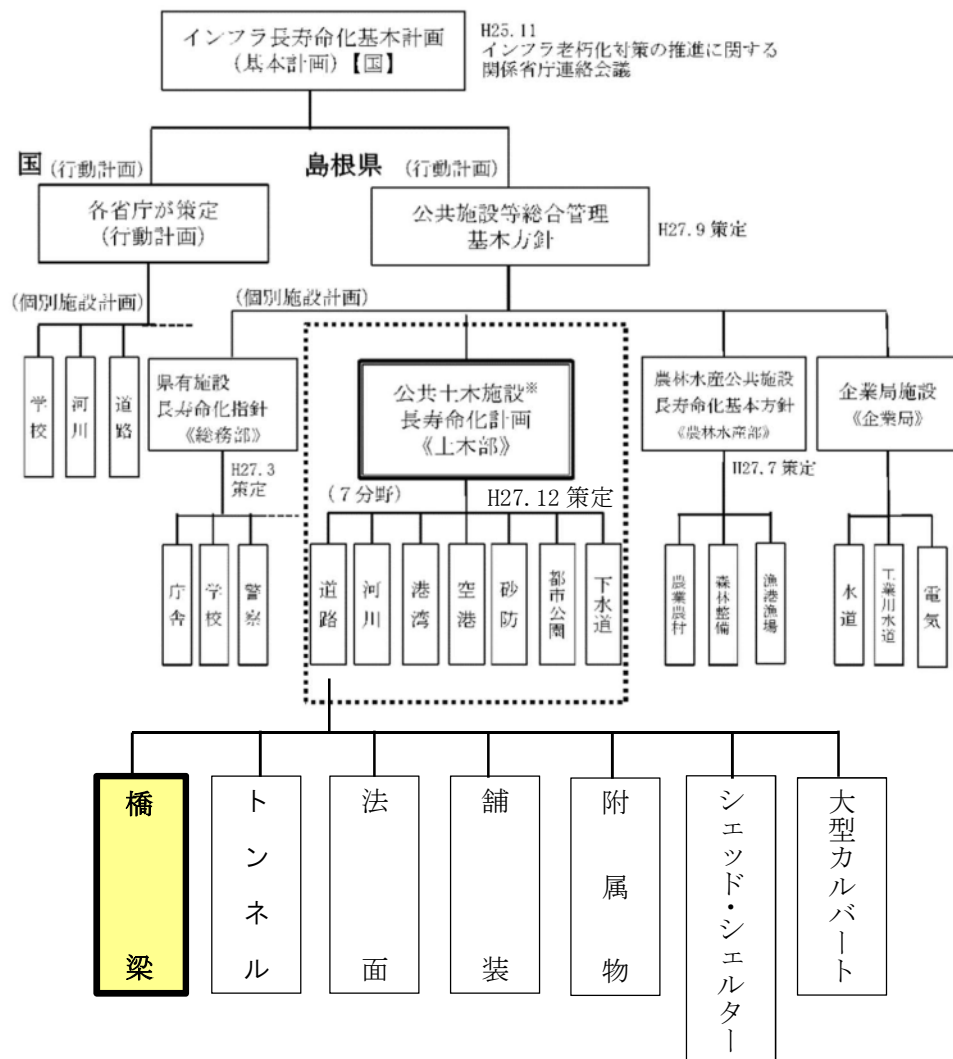 インフラ長寿命化基本計画
(基本計画)【国】
H25.11
インフラ老朽化対策の推進に関する
関係省庁連絡会議
国 (行動計画)
島根県 (行動計画)
各省庁が策定
(行動計画)
公共施設等総合管理
基本方針
H27.9 策定
(個別施設計画)
(個別施設計画)
学校
河川
道路
県有施設
長寿命化指針
《総務部》
公共土木施設※
長寿命化計画
《土木部》
農林水産公共施設
長寿命化基本方針
《農林水産部》
企業局施設
《企業局》
H27.3
策定
(7分野)
H27.12 策定
H27.7 策定
庁舎
学校
警察
道路
河川
港湾
空港
砂防
都市公園
下水道
農業農村
森林整備
漁港漁場
水道
工業川水道
電気
橋梁
トンネル
法面
舗装
附属物
シェッド・シェルター
大型カルバート